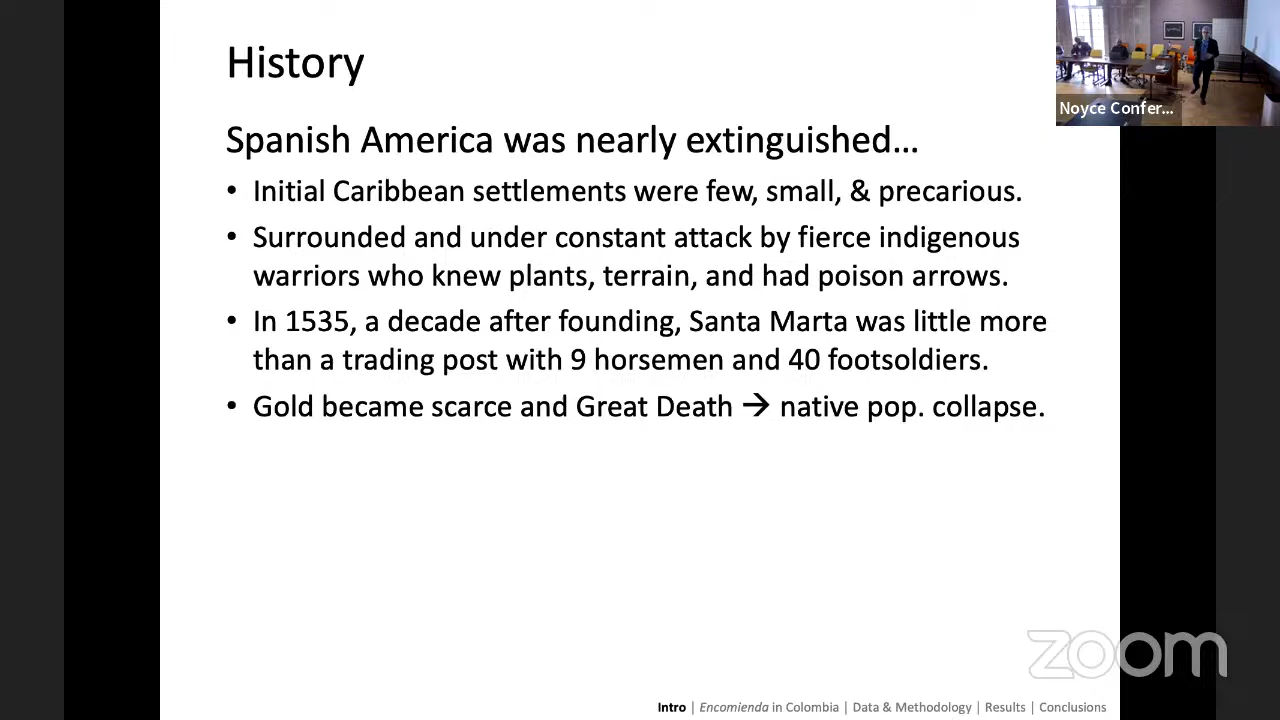 History
Noyce Confer...
Spanish America was nearly extinguished...
• Initial Caribbean settlements were few, small, & precarious.
• Surrounded and under constant attack by fierce indigenous
warriors who knew plants, terrain, and had poison arrows.
• In 1535, a decade after founding, Santa Marta was little more
than a trading post with 9 horsemen and 40 footsoldiers.
• Gold became scarce and Great Death → native pop. collapse.
zoom
Intro | Encomienda in Colombia | Data & Methodology | Results | Conclusions